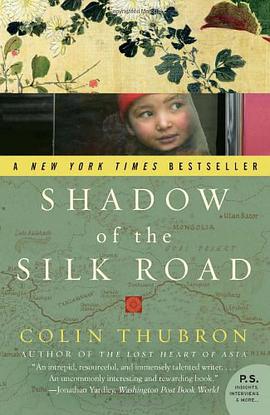 Copyrighted Material
A NEW YORK TIMES BESTSELLER
SHADOW
of the
SILK ROAD
Ulan Bator
MONGOLIA
COLIN THUBRON
AUTHOR OF THE LOST HEART OF ASIA
"An intrepid, resourceful, and immensely talented writer. . . .
An uncommonly interesting and rewarding book."
—Jonathan Yardley, Washington Post Book World
P.S.
INSIGHTS,
INTERVIEWS
& MORE...